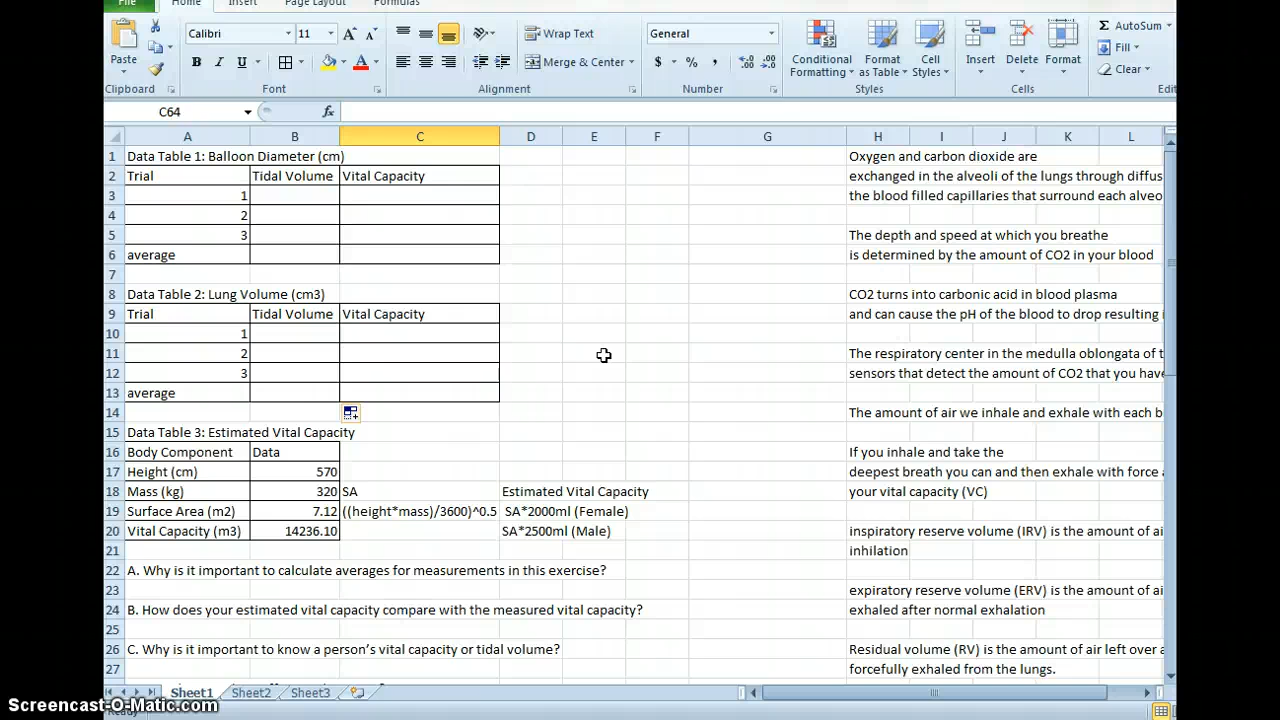 File Home Insert Page Layout Formulas
Calibri 11 Wrap Text General AutoSum
Paste B I U Merge & Center $ % , Conditional Formatting Format as Table Cell Styles Insert Delete Format Fill Clear
Clipboard Font Alignment Number Styles Cells
C64 fx
A B C D E F G H I J K L
1 Data Table 1: Balloon Diameter (cm) Oxygen and carbon dioxide are
2 Trial Tidal Volume Vital Capacity exchanged in the alveoli of the lungs through diffus
3 1 the blood filled capillaries that surround each alveo
4 2
5 3 The depth and speed at which you breathe
6 average is determined by the amount of CO2 in your blood
7
8 Data Table 2: Lung Volume (cm3) CO2 turns into carbonic acid in blood plasma
9 Trial Tidal Volume Vital Capacity and can cause the pH of the blood to drop resulting
10 1
11 2 The respiratory center in the medulla oblongata of
12 3 sensors that detect the amount of CO2 that you have
13 average
14 The amount of air we inhale and exhale with each b
15 Data Table 3: Estimated Vital Capacity
16 Body Component Data If you inhale and take the
17 Height (cm) 570 deepest breath you can and then exhale with force
18 Mass (kg) 320 SA Estimated Vital Capacity your vital capacity (VC)
19 Surface Area (m2) 7.12 ((height*mass)/3600)^0.5 SA*2000ml (Female)
20 Vital Capacity (m3) 14236.10 SA*2500ml (Male) inspiratory reserve volume (IRV) is the amount of air
21 inhilation
22 A. Why is it important to calculate averages for measurements in this exercise?
23 expiratory reserve volume (ERV) is the amount of ai
24 B. How does your estimated vital capacity compare with the measured vital capacity? exhaled after normal exhalation
25
26 C. Why is it important to know a person's vital capacity or tidal volume? Residual volume (RV) is the amount of air left over
27 forcefully exhaled from the lungs.
Sheet1 Sheet2 Sheet3
Screencast-O-Matic.com